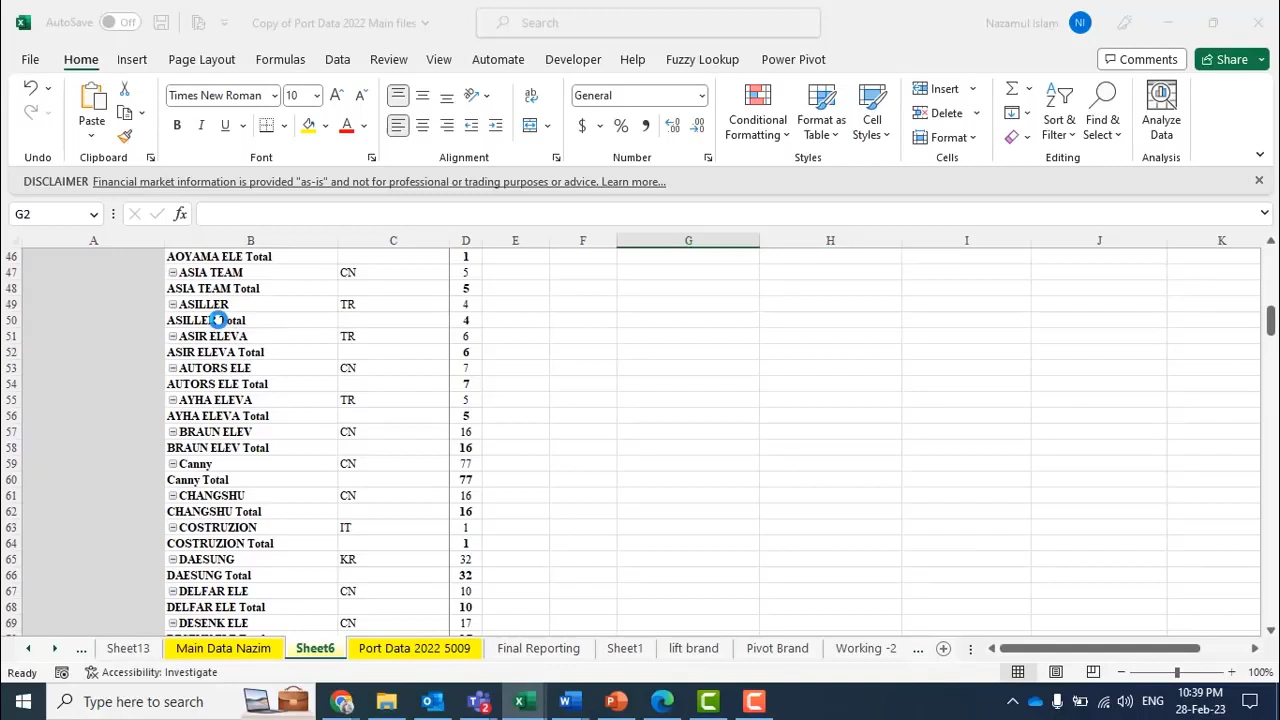 AutoSave Off Copy of Port Data 2022 Main files Search Nazamul islam NI
File Home Insert Page Layout Formulas Data Review View Automate Developer Help Fuzzy Lookup Power Pivot Comments Share
Times New Roman 10 General Insert
Paste Conditional Formatting Format as Table Cell Styles Delete Sort & Filter Find & Select Analyze Data
B I U A $ % , Format
Undo Clipboard Font Alignment Number Styles Cells Editing Analysis
DISCLAIMER Financial market information is provided "as-is" and not for professional or trading purposes or advice. Learn more...
G2 fx
A B C D E F G H I J K
46 AOYAMA ELE Total 1
47 ASIA TEAM CN 5
48 ASIA TEAM Total 5
49 ASILLER TR 4
50 ASILLER Total 4
51 ASIR ELEVA TR 6
52 ASIR ELEVA Total 6
53 AUTORS ELE CN 7
54 AUTORS ELE Total 7
55 AYHA ELEVA TR 5
56 AYHA ELEVA Total 5
57 BRAUN ELEV CN 16
58 BRAUN ELEV Total 16
59 Canny CN 77
60 Canny Total 77
61 CHANGSHU CN 16
62 CHANGSHU Total 16
63 COSTRUZION IT 1
64 COSTRUZION Total 1
65 DAESUNG KR 32
66 DAESUNG Total 32
67 DELFAR ELE CN 10
68 DELFAR ELE Total 10
69 DESENK ELE CN 17
... Sheet13 Main Data Nazim Sheet6 Port Data 2022 5009 Final Reporting Sheet1 lift brand Pivot Brand Working -2 ...
Ready Accessibility: Investigate 100%
Type here to search ENG 10:39 PM
28-Feb-23